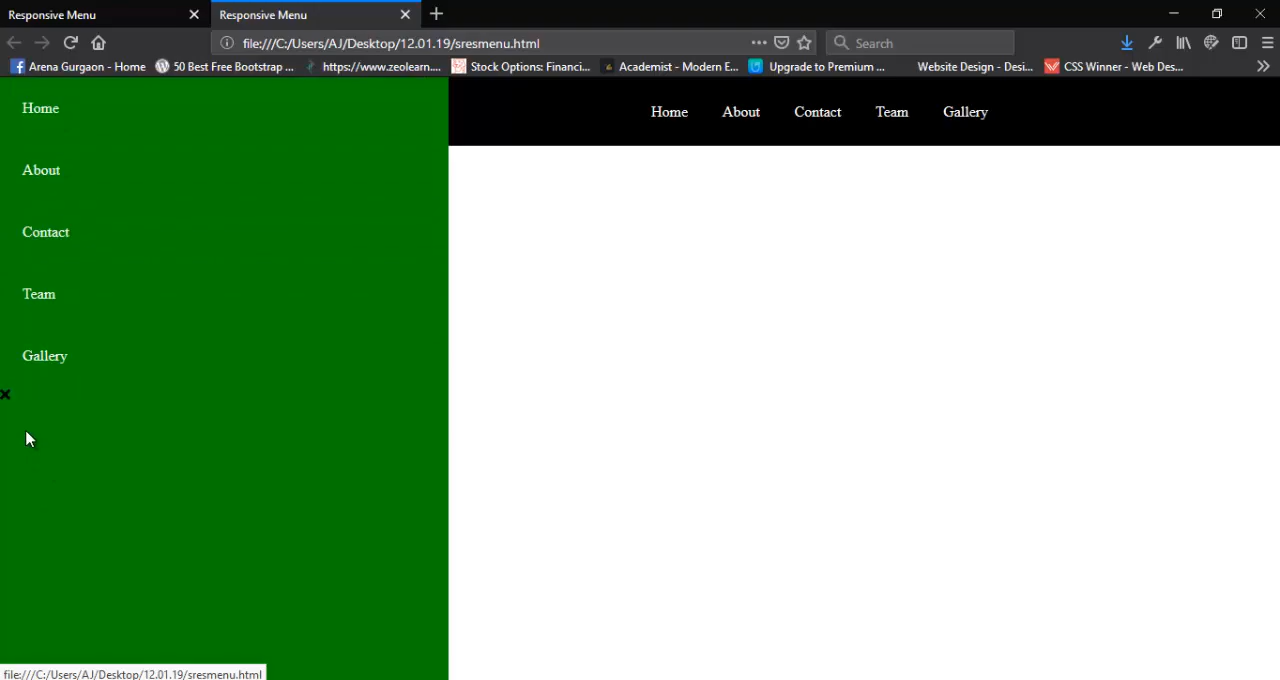 Responsive Menu
Responsive Menu
file:///C:/Users/AJ/Desktop/12.01.19/sresmenu.html
Search
Arena Gurgaon - Home
50 Best Free Bootstrap ...
https://www.zeolearn....
Stock Options: Financi...
Academist - Modern E...
Upgrade to Premium ...
Website Design - Desi...
CSS Winner - Web Des...
Home
About
Contact
Team
Gallery
Home
About
Contact
Team
Gallery
file:///C:/Users/AJ/Desktop/12.01.19/sresmenu.html